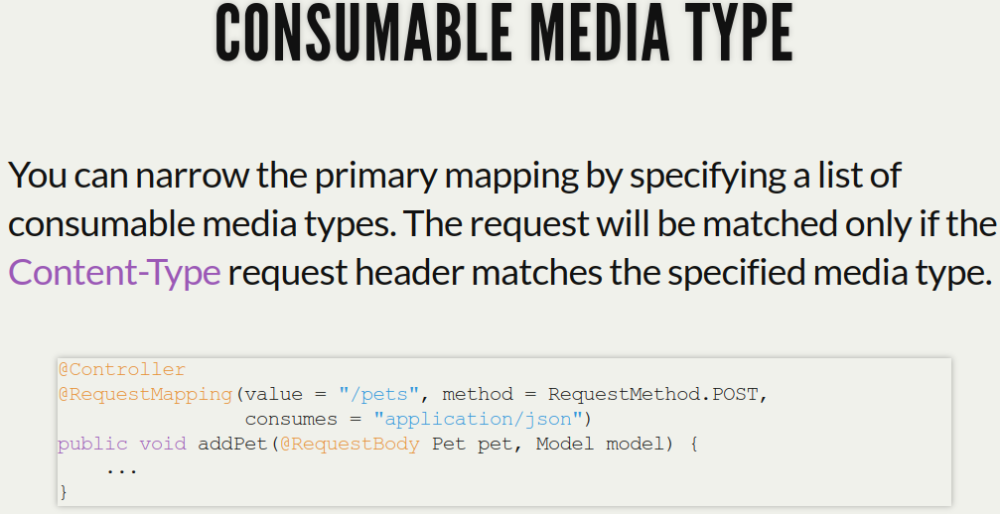 CONSUMABLE MEDIA TYPE
You can narrow the primary mapping by specifying a list of
consumable media types. The request will be matched only if the
Content-Type request header matches the specified media type.
@Controller
@RequestMapping(value = "/pets", method = RequestMethod.POST,
                consumes = "application/json")
public void addPet(@RequestBody Pet pet, Model model) {
    ...
}